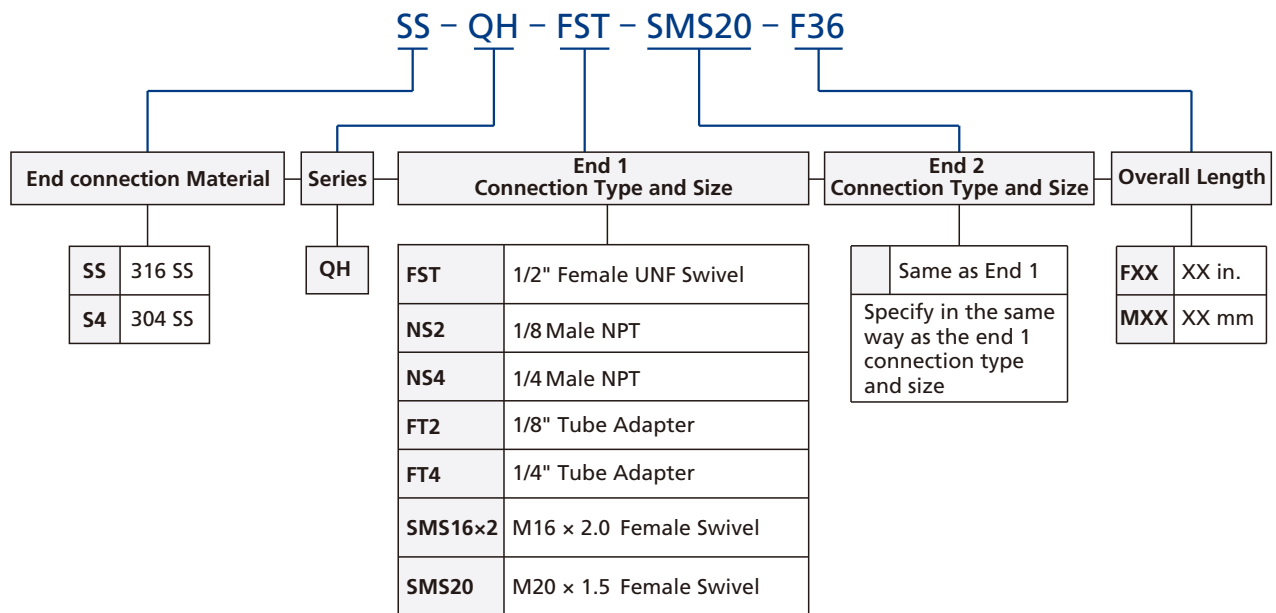 SS – QH – FST – SMS20 – F36
End connection Material
Series
End 1
Connection Type and Size
End 2
Connection Type and Size
Overall Length
SS 316 SS
S4 304 SS
QH
FST 1/2" Female UNF Swivel
NS2 1/8 Male NPT
NS4 1/4 Male NPT
FT2 1/8" Tube Adapter
FT4 1/4" Tube Adapter
SMS16×2 M16 × 2.0 Female Swivel
SMS20 M20 × 1.5 Female Swivel
Same as End 1
Specify in the same
way as the end 1
connection type
and size
FXX XX in.
MXX XX mm